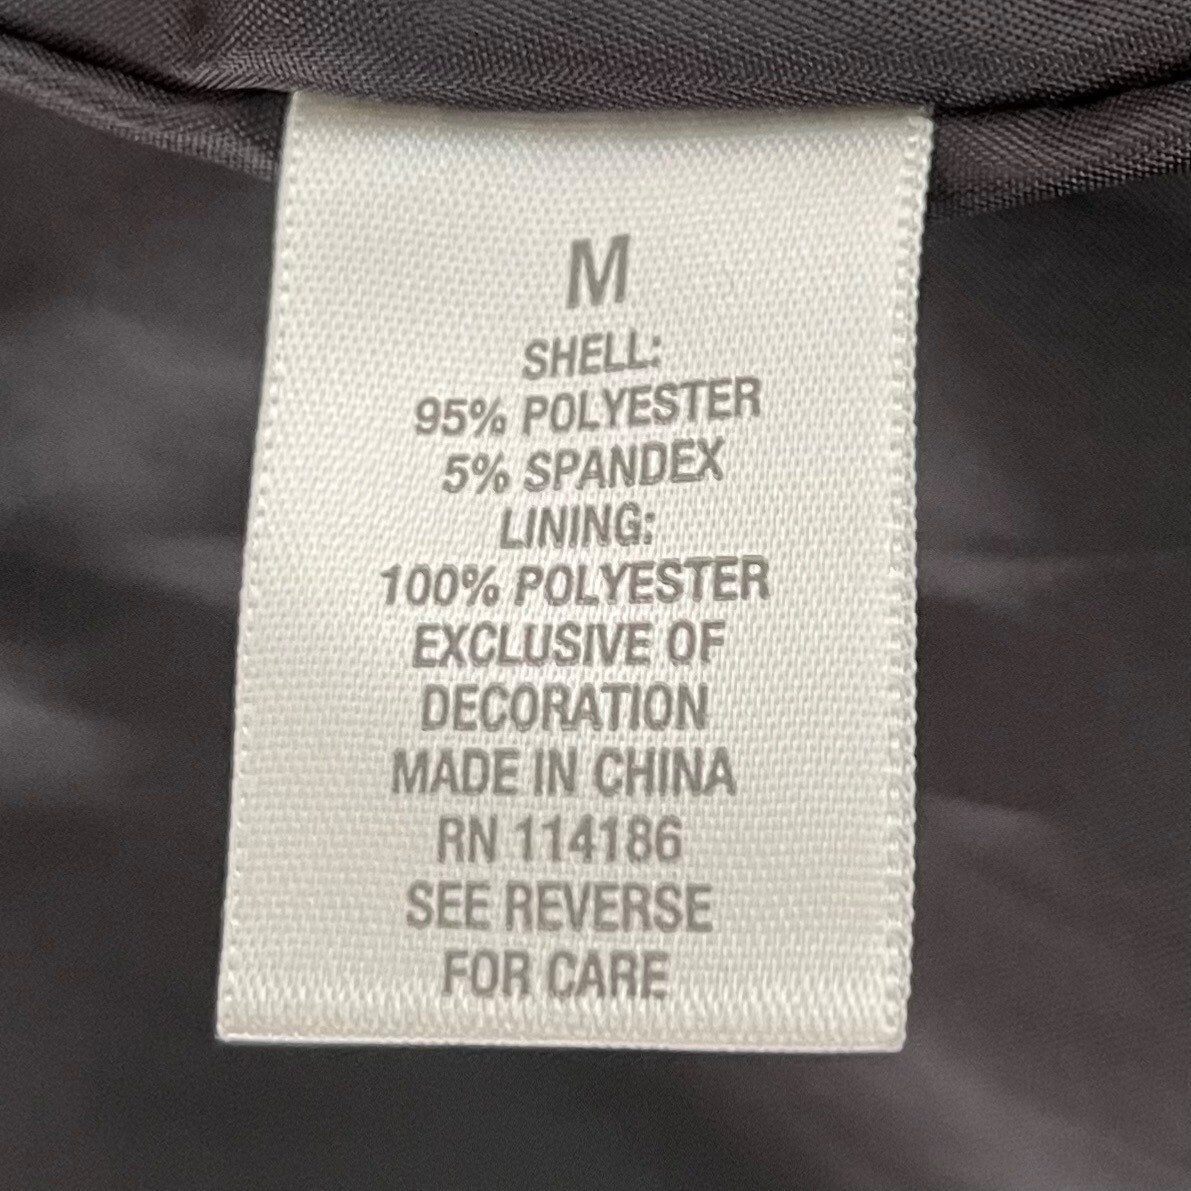 M
SHELL:
95% POLYESTER
5% SPANDEX
LINING:
100% POLYESTER
EXCLUSIVE OF
DECORATION
MADE IN CHINA
RN 114186
SEE REVERSE
FOR CARE